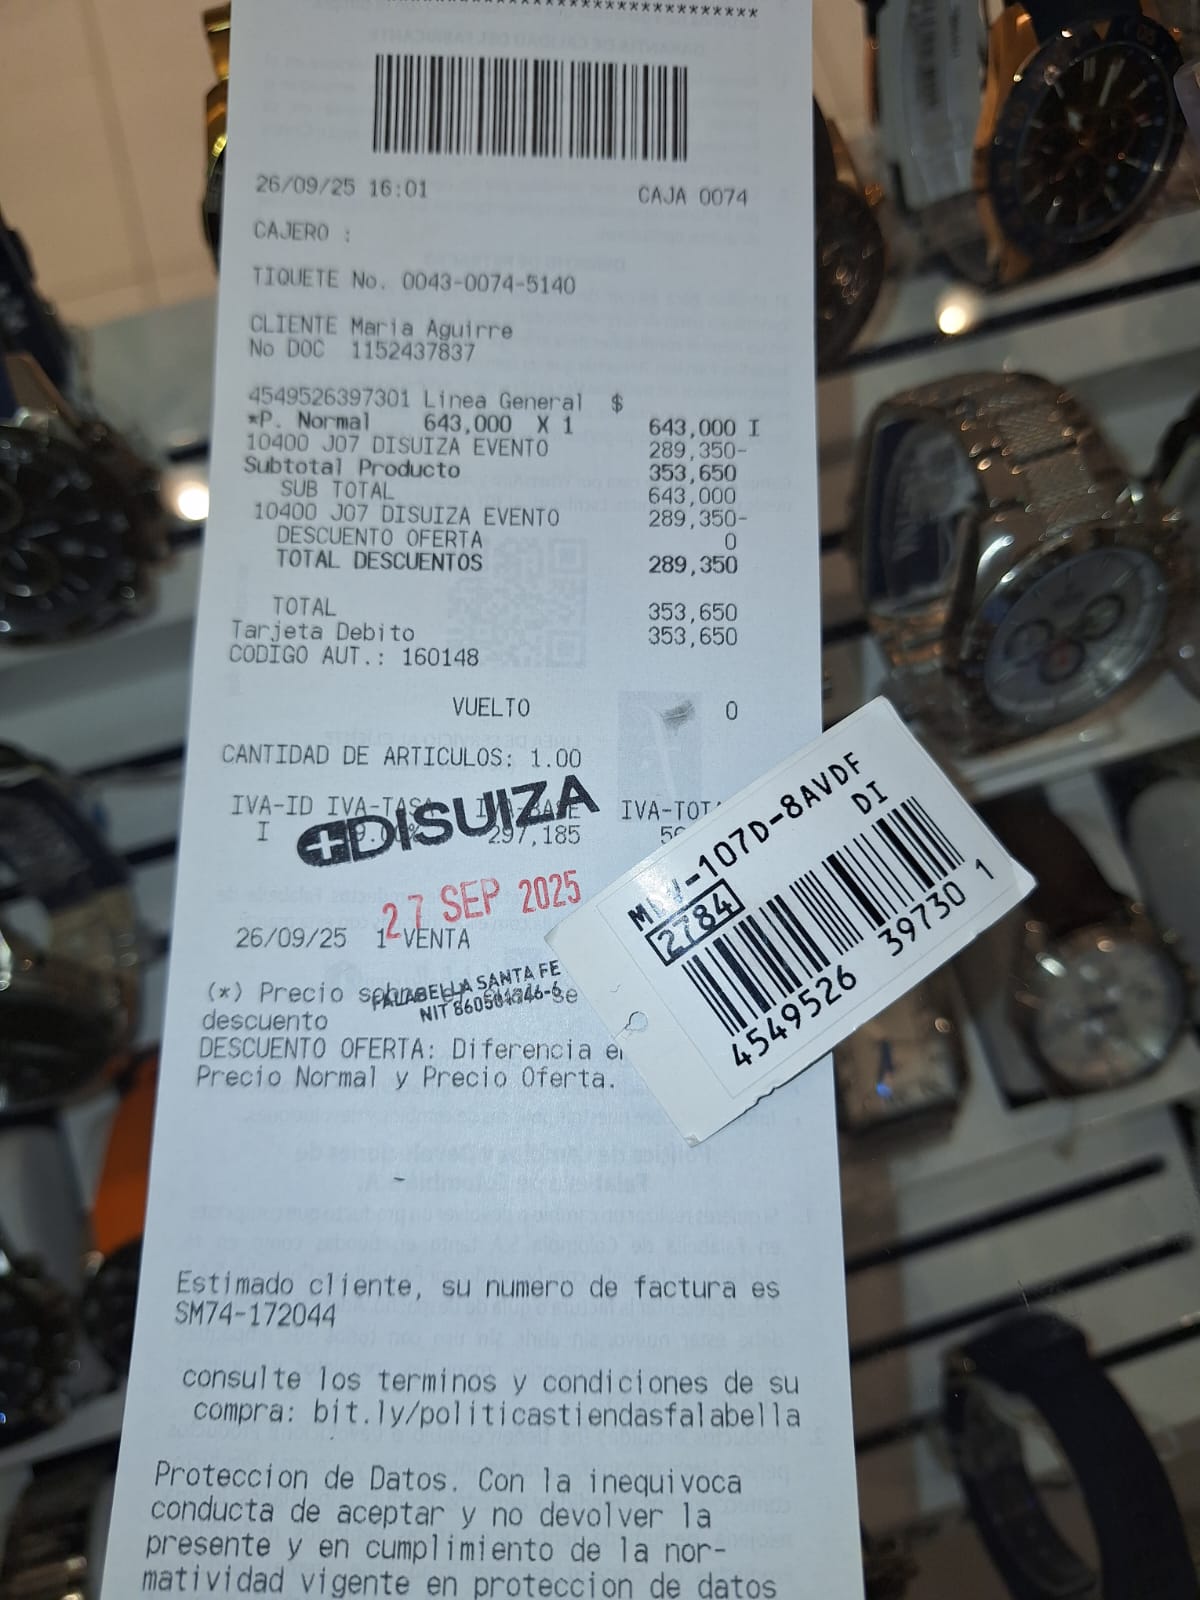 ************************************
26/09/25 16:01 CAJA 0074
CAJERO :
TIQUETE No. 0043-0074-5140
CLIENTE Maria Aguirre
No DOC 1152437837
4549526397301 Linea General $
*P. Normal 643,000 X 1 643,000 I
10400 J07 DISUIZA EVENTO 289,350-
Subtotal Producto 353,650
SUB TOTAL 643,000
10400 J07 DISUIZA EVENTO 289,350-
DESCUENTO OFERTA 0
TOTAL DESCUENTOS 289,350
TOTAL 353,650
Tarjeta Debito 353,650
CODIGO AUT.: 160148
VUELTO 0
CANTIDAD DE ARTICULOS: 1.00
IVA-ID IVA-TASA BASE IVA-TOT
I 9.0 297,185 56
DISUIZA
27 SEP 2025
26/09/25 1 VENTA
FALABELLA SANTA FE
NIT
(*) Precio se
descuento
DESCUENTO OFERTA: Diferencia
Precio Normal y Precio Oferta.
-107D-8AVDF
DI
2784
4549526 39730 1
Estimado cliente, su numero de factura es
SM74-172044
consulte los terminos y condiciones de su
compra: bit.ly/politicastiendasfalabella
Proteccion de Datos. Con la inequivoca
conducta de aceptar y no devolver la
presente y en cumplimiento de la nor-
matividad vigente en proteccion de datos